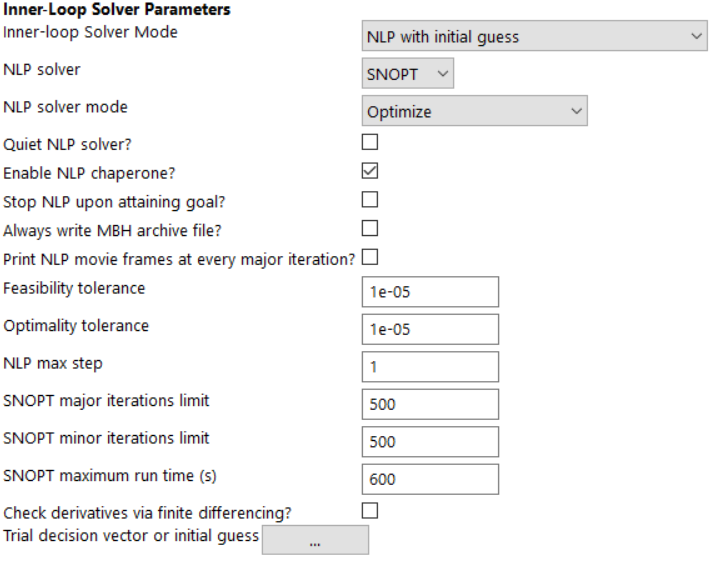 Inner-Loop Solver Parameters
Inner-loop Solver Mode NLP with initial guess
NLP solver SNOPT
NLP solver mode Optimize
Quiet NLP solver?
Enable NLP chaperone?
Stop NLP upon attaining goal?
Always write MBH archive file?
Print NLP movie frames at every major iteration?
Feasibility tolerance 1e-05
Optimality tolerance 1e-05
NLP max step 1
SNOPT major iterations limit 500
SNOPT minor iterations limit 500
SNOPT maximum run time (s) 600
Check derivatives via finite differencing?
Trial decision vector or initial guess ...